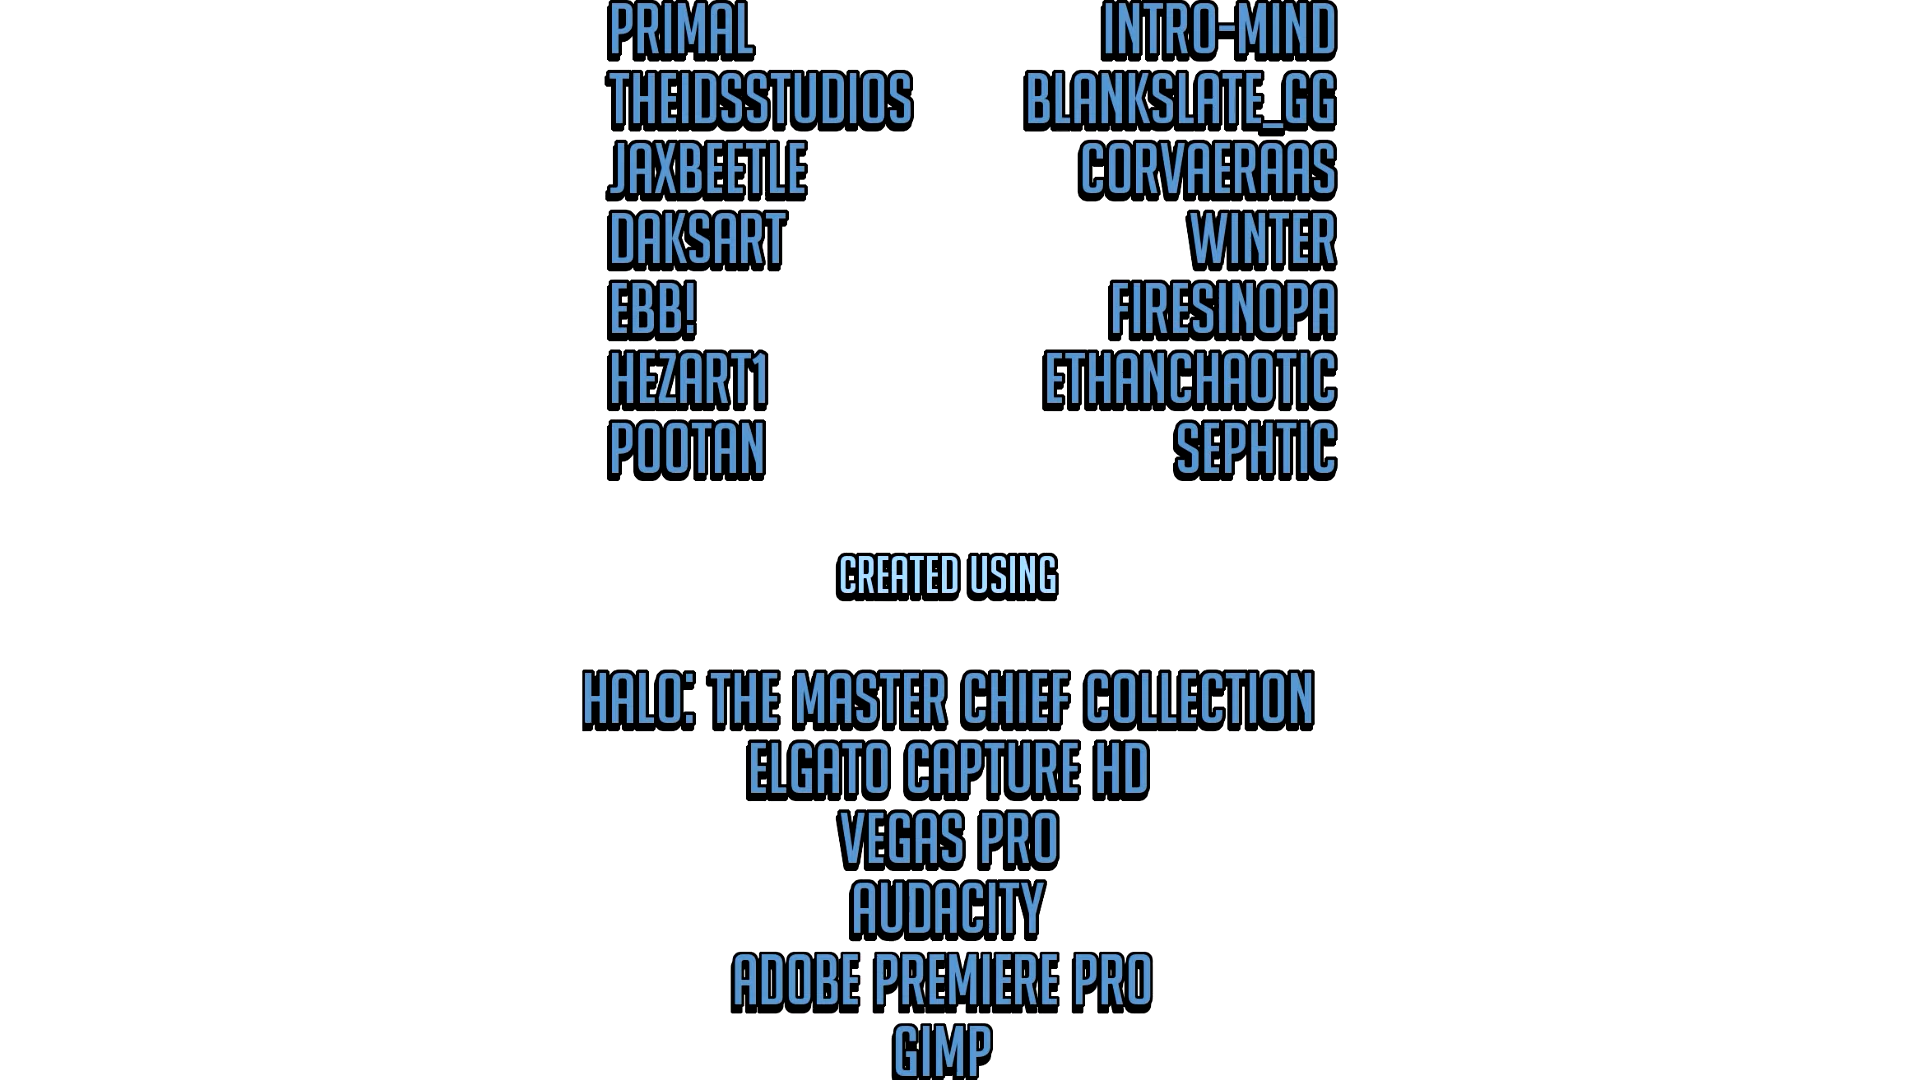 PRIMAL INTRO-MIND
THEIDSSTUDIOS BLANKSLATE_GG
JAXBEETLE CORVAERAAS
DAKSART WINTER
EBB! FIRESINOPA
HEZART1 ETHANCHAOTIC
POOTAN SEPHTIC
CREATED USING
HALO: THE MASTER CHIEF COLLECTION
ELGATO CAPTURE HD
VEGAS PRO
AUDACITY
ADOBE PREMIERE PRO
GIMP